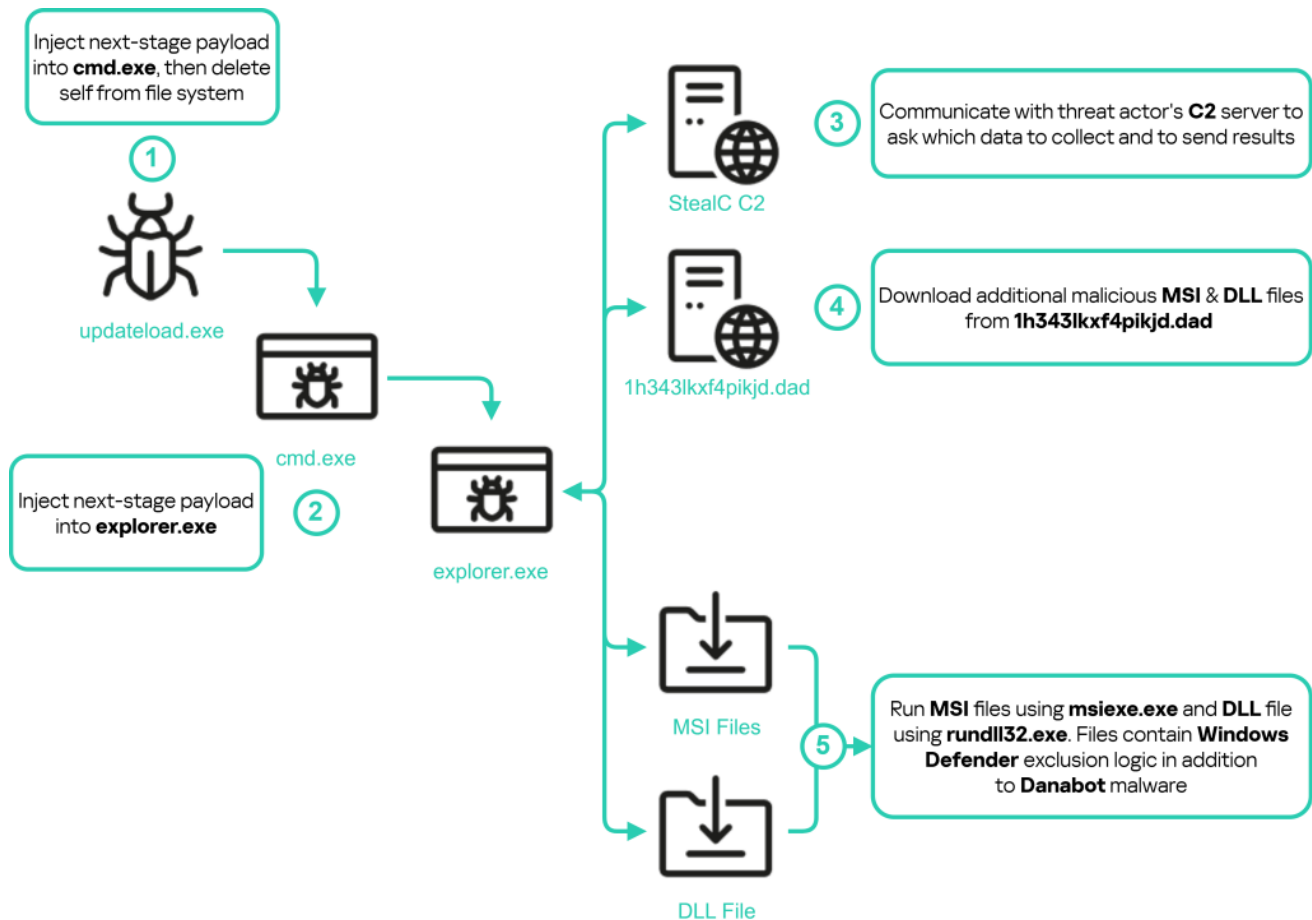 Inject next-stage payload
into cmd.exe, then delete
self from file system
1
updateload.exe
cmd.exe
Inject next-stage payload
into explorer.exe
2
explorer.exe
StealC C2
3
Communicate with threat actor's C2 server to
ask which data to collect and to send results
1h343lkxf4pikjd.dad
4
Download additional malicious MSI & DLL files
from 1h343lkxf4pikjd.dad
MSI Files
DLL File
5
Run MSI files using msiexe.exe and DLL file
using rundll32.exe. Files contain Windows
Defender exclusion logic in addition
to Danabot malware